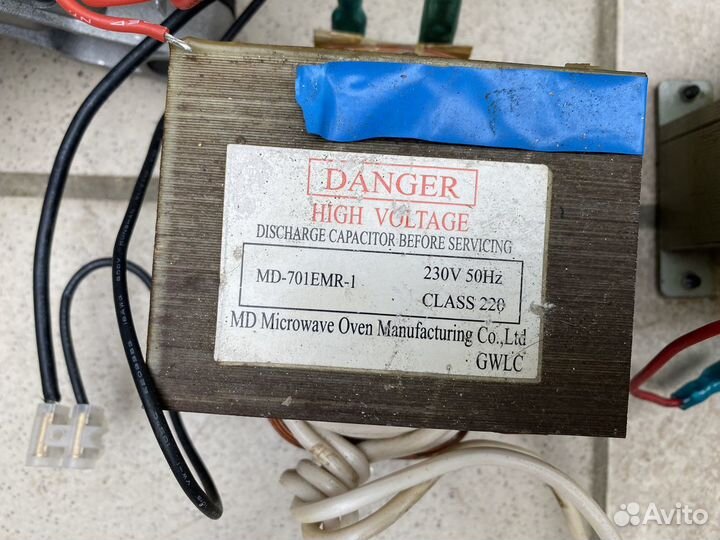 DANGER
HIGH VOLTAGE
DISCHARGE CAPACITOR BEFORE SERVICING
MD-701EMR-1 230V 50Hz
CLASS 220
MD Microwave Oven Manufacturing Co.,Ltd
GWLC
Avito